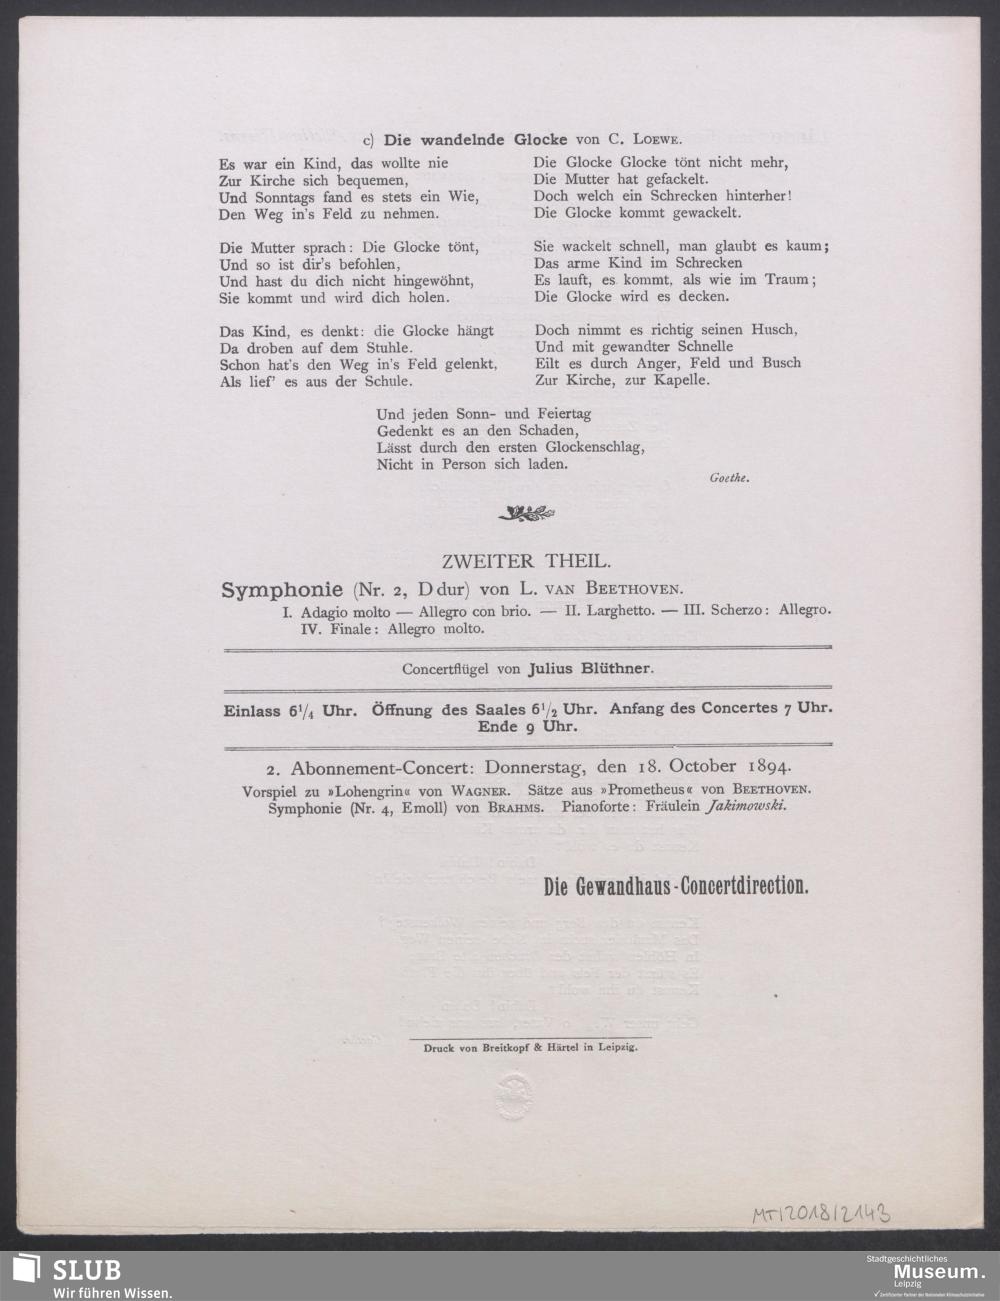 c) Die wandelnde Glocke von C. Loewe.
Es war ein Kind, das wollte nie
Zur Kirche sich bequemen,
Und Sonntags fand es stets ein Wie,
Den Weg in's Feld zu nehmen.
Die Mutter sprach: Die Glocke tönt,
Und so ist dir's befohlen,
Und hast du dich nicht hingewöhnt,
Sie kommt und wird dich holen.
Das Kind, es denkt: die Glocke hängt
Da droben auf dem Stuhle.
Schon hat's den Weg in's Feld gelenkt,
Als lief' es aus der Schule.
Die Glocke Glocke tönt nicht mehr,
Die Mutter hat gefackelt.
Doch welch ein Schrecken hinterher!
Die Glocke kommt gewackelt.
Sie wackelt schnell, man glaubt es kaum;
Das arme Kind im Schrecken
Es lauft, es kommt, als wie im Traum;
Die Glocke wird es decken.
Doch nimmt es richtig seinen Husch,
Und mit gewandter Schnelle
Eilt es durch Anger, Feld und Busch
Zur Kirche, zur Kapelle.
Und jeden Sonn- und Feiertag
Gedenkt es an den Schaden,
Lässt durch den ersten Glockenschlag,
Nicht in Person sich laden.
Goethe.
ZWEITER THEIL.
Symphonie (Nr. 2, Ddur) von L. van Beethoven.
I. Adagio molto — Allegro con brio. — II. Larghetto. — III. Scherzo: Allegro.
IV. Finale: Allegro molto.
Concertflügel von Julius Blüthner.
Einlass 6¹/₄ Uhr. Öffnung des Saales 6¹/₂ Uhr. Anfang des Concertes 7 Uhr.
Ende 9 Uhr.
2. Abonnement-Concert: Donnerstag, den 18. October 1894.
Vorspiel zu »Lohengrin« von Wagner. Sätze aus »Prometheus« von Beethoven.
Symphonie (Nr. 4, Emoll) von Brahms. Pianoforte: Fräulein Jakimowski.
Die Gewandhaus-Concertdirection.
Druck von Breitkopf & Härtel in Leipzig.
MT/2018/2143
SLUB
Wir führen Wissen.
Stadtgeschichtliches
Museum.
Leipzig
Zertifizierter Partner der Nationalen Klimaschutzinitiative